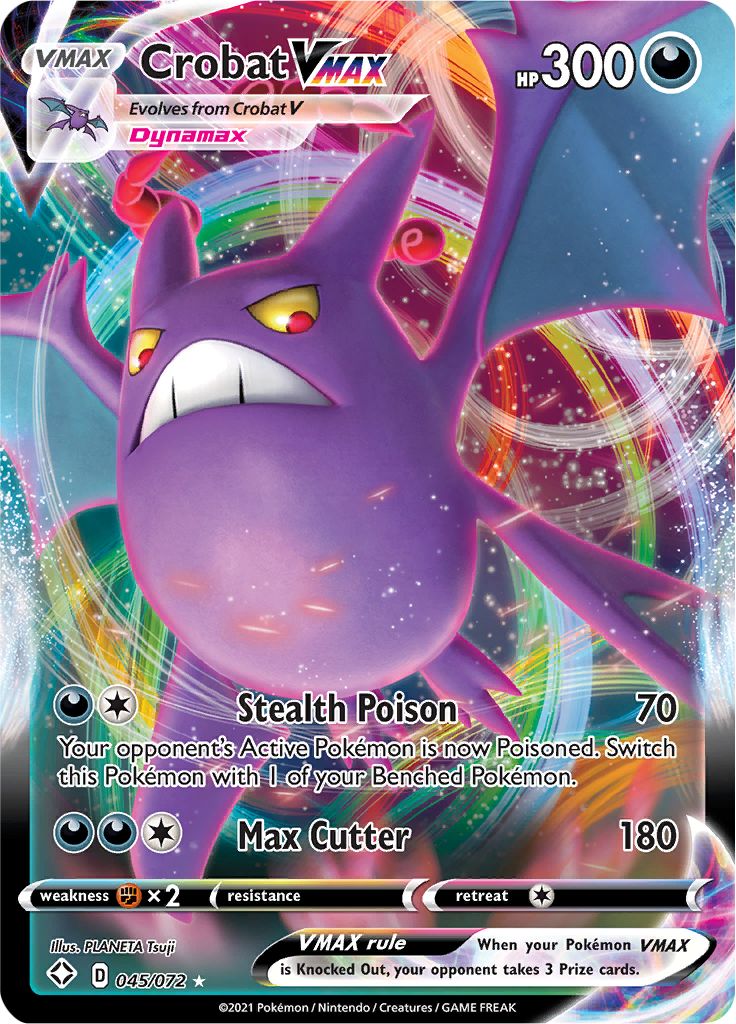 VMAX
Crobat VMAX
HP 300
Evolves from Crobat V
Dynamax
Stealth Poison 70
Your opponent's Active Pokémon is now Poisoned. Switch
this Pokémon with 1 of your Benched Pokémon.
Max Cutter 180
weakness ×2 resistance retreat
Illus. PLANETA Tsuji
D 045/072
VMAX rule When your Pokémon VMAX
is Knocked Out, your opponent takes 3 Prize cards.
©2021 Pokémon / Nintendo / Creatures / GAME FREAK